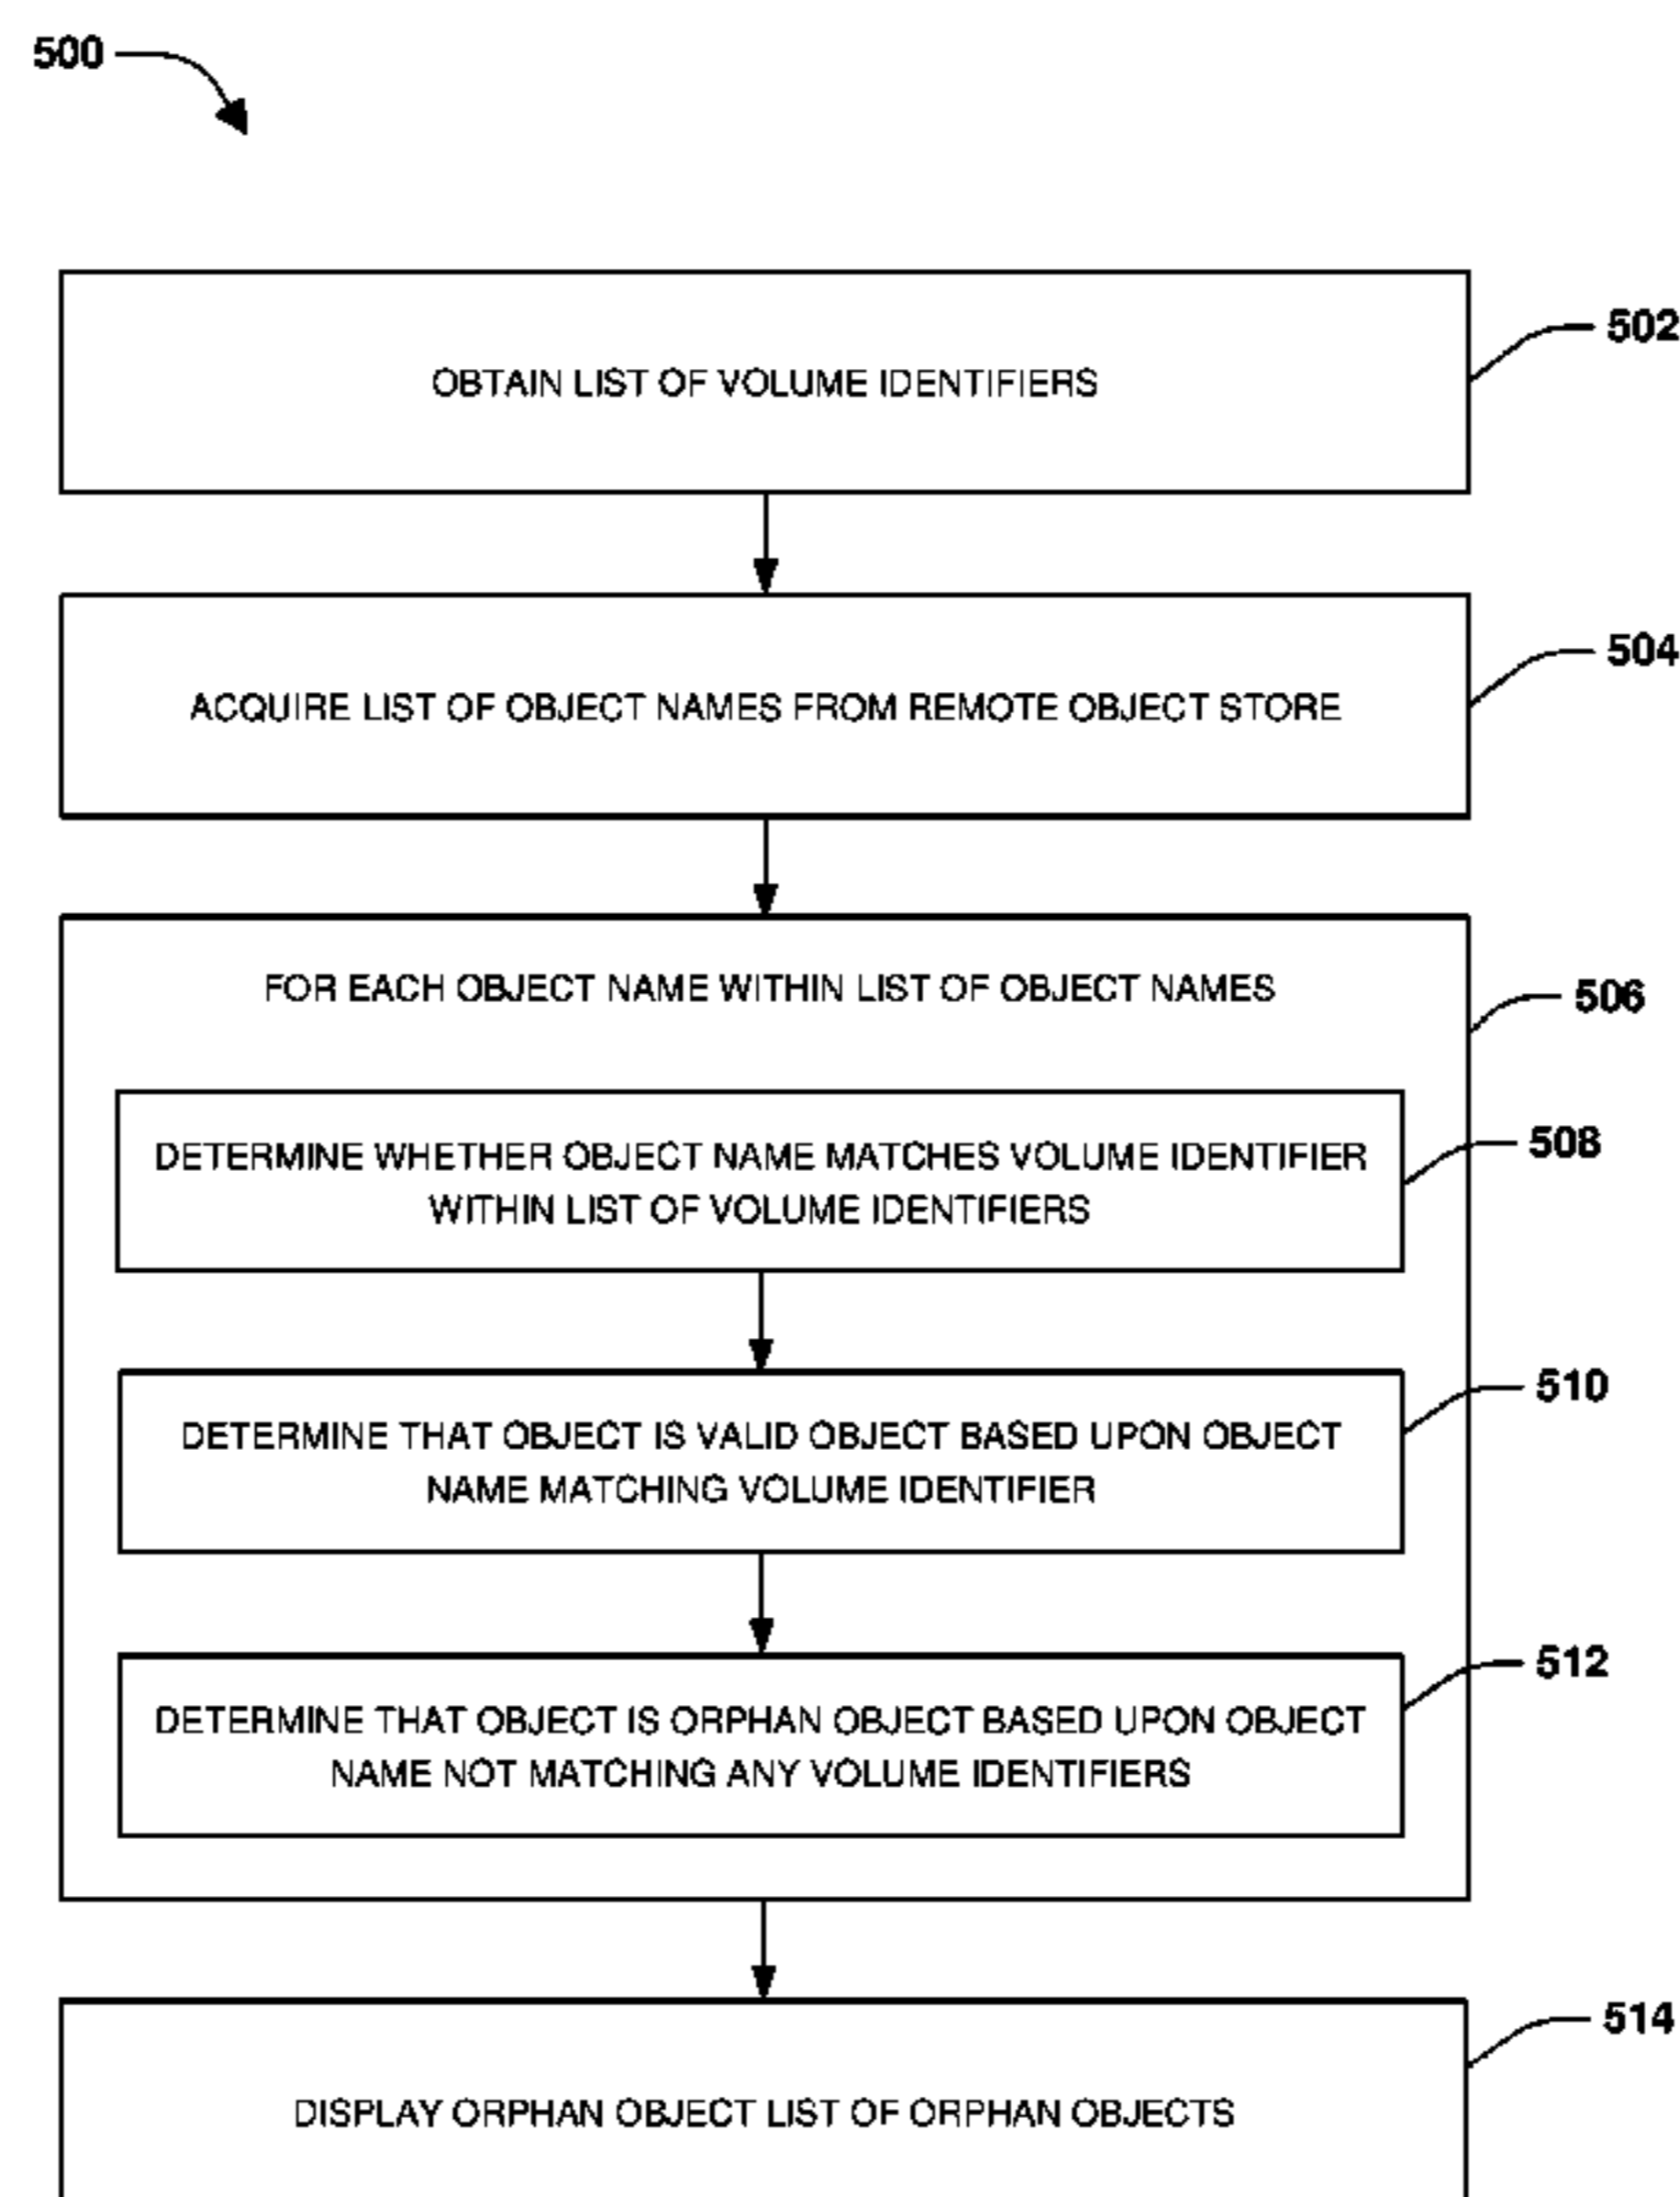 500
OBTAIN LIST OF VOLUME IDENTIFIERS
502
ACQUIRE LIST OF OBJECT NAMES FROM REMOTE OBJECT STORE
504
FOR EACH OBJECT NAME WITHIN LIST OF OBJECT NAMES
506
DETERMINE WHETHER OBJECT NAME MATCHES VOLUME IDENTIFIER
WITHIN LIST OF VOLUME IDENTIFIERS
508
DETERMINE THAT OBJECT IS VALID OBJECT BASED UPON OBJECT
NAME MATCHING VOLUME IDENTIFIER
510
DETERMINE THAT OBJECT IS ORPHAN OBJECT BASED UPON OBJECT
NAME NOT MATCHING ANY VOLUME IDENTIFIERS
512
DISPLAY ORPHAN OBJECT LIST OF ORPHAN OBJECTS
514